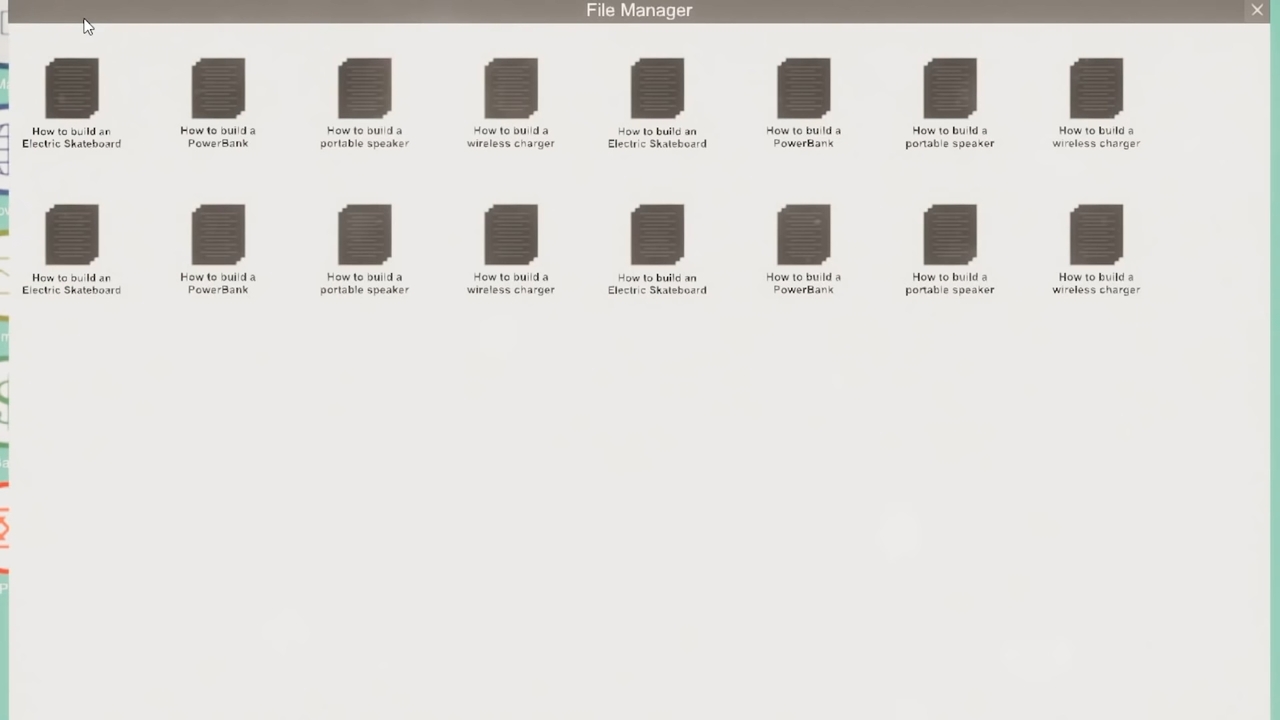 File Manager
How to build an
Electric Skateboard
How to build a
PowerBank
How to build a
portable speaker
How to build a
wireless charger
How to build an
Electric Skateboard
How to build a
PowerBank
How to build a
portable speaker
How to build a
wireless charger
How to build an
Electric Skateboard
How to build a
PowerBank
How to build a
portable speaker
How to build a
wireless charger
How to build an
Electric Skateboard
How to build a
PowerBank
How to build a
portable speaker
How to build a
wireless charger